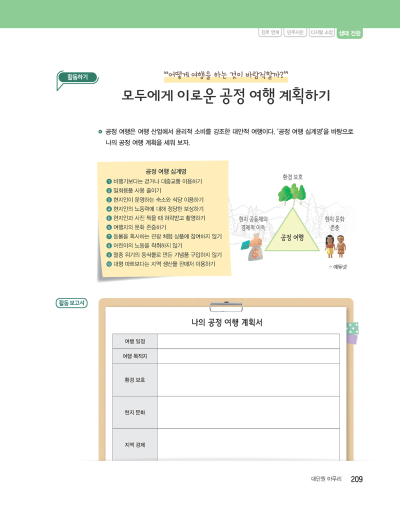 진로 연계 민주시민 디지털 소양 생태 전환
활동하기
"어떻게 여행을 하는 것이 바람직할까?"
모두에게 이로운 공정 여행 계획하기
공정 여행은 여행 산업에서 윤리적 소비를 강조한 대안적 여행이다. '공정 여행 십계명'을 바탕으로
나의 공정 여행 계획을 세워 보자.
공정 여행 십계명
1 비행기보다는 걷거나 대중교통 이용하기
2 일회용품 사용 줄이기
3 현지인이 운영하는 숙소와 식당 이용하기
4 현지인의 노동력에 대해 정당한 보상하기
5 현지인과 사진 찍을 때 허락받고 촬영하기
6 여행지의 문화 존중하기
7 동물을 혹사하는 관광 체험 상품에 참여하지 않기
8 어린이의 노동을 착취하지 않기
9 멸종 위기의 동식물로 만든 기념품 구입하지 않기
10 대형 마트보다는 지역 생산물 판매처 이용하기
환경 보호
현지 공동체의
경제적 이득
현지 문화
존중
공정 여행
활동 보고서
나의 공정 여행 계획서
여행 일정
여행 목적지
환경 보호
현지 문화
지역 경제
대단원 마무리 209